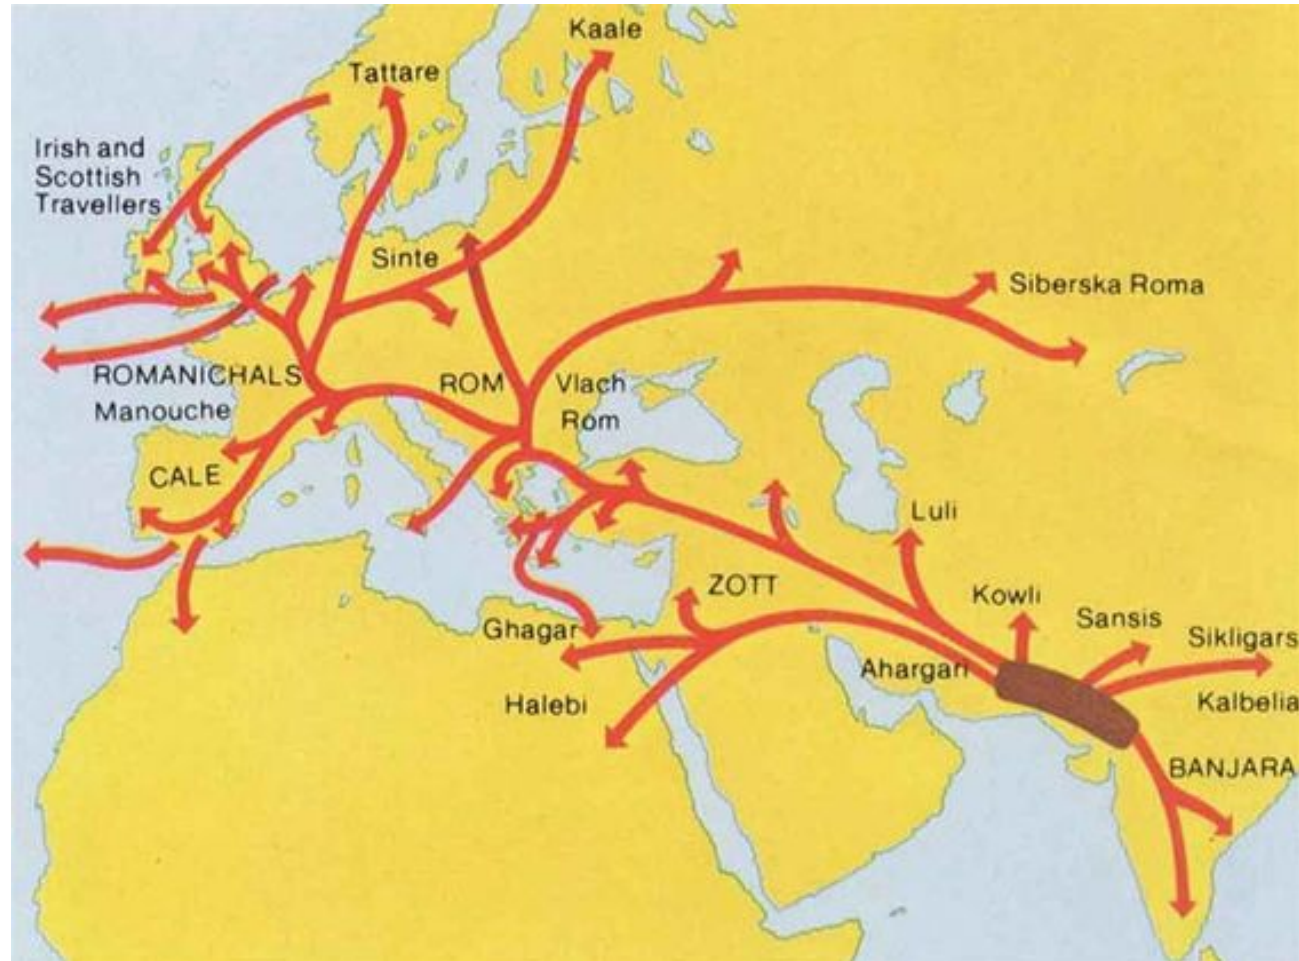 Kaale
Tattare
Irish and
Scottish
Travellers
Sinte
Siberska Roma
ROMANICHALS
Manouche
ROM
Vlach
Rom
CALE
Luli
ZOTT
Kowli
Sansis
Ghagar
Sikligars
Ahargari
Halebi
Kalbelia
BANJARA